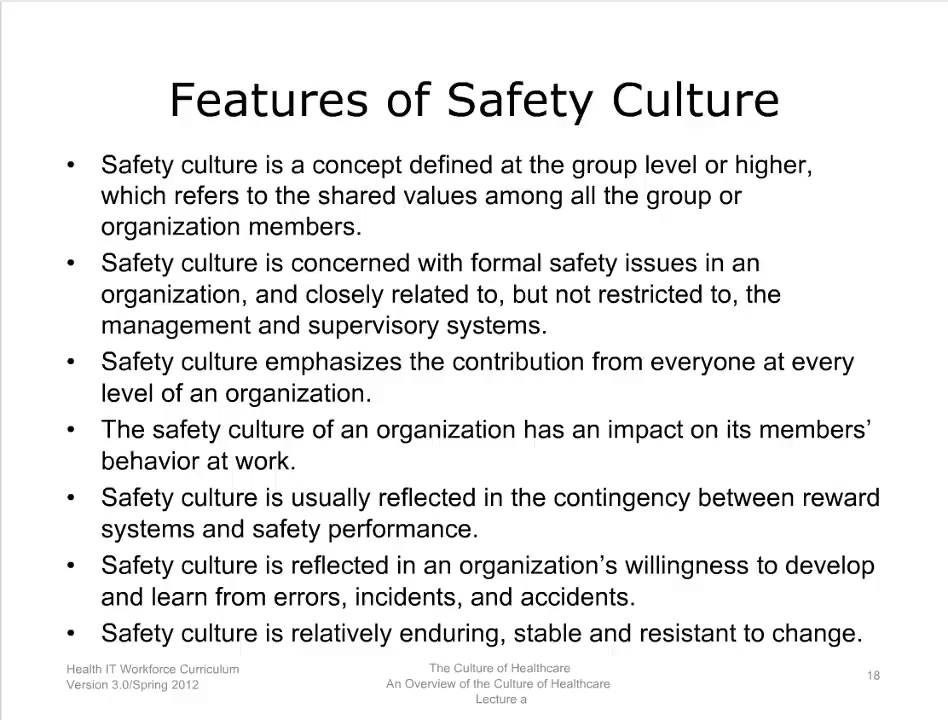 Features of Safety Culture
• Safety culture is a concept defined at the group level or higher,
which refers to the shared values among all the group or
organization members.
• Safety culture is concerned with formal safety issues in an
organization, and closely related to, but not restricted to, the
management and supervisory systems.
• Safety culture emphasizes the contribution from everyone at every
level of an organization.
• The safety culture of an organization has an impact on its members’
behavior at work.
• Safety culture is usually reflected in the contingency between reward
systems and safety performance.
• Safety culture is reflected in an organization’s willingness to develop
and learn from errors, incidents, and accidents.
• Safety culture is relatively enduring, stable and resistant to change.
Health IT Workforce Curriculum
Version 3.0/Spring 2012
The Culture of Healthcare
An Overview of the Culture of Healthcare
Lecture a
18